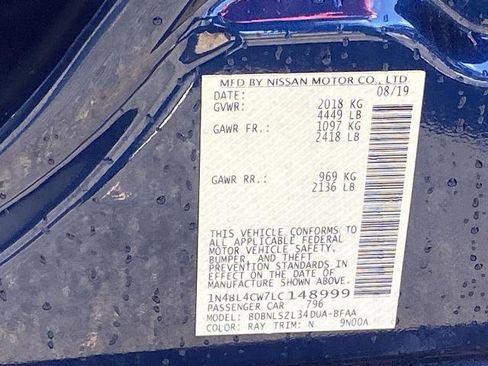 MFD BY NISSAN MOTOR CO., LTD.
DATE: 08/19
GVWR: 2018 KG
4449 LB
GAWR FR.: 1097 KG
2418 LB
GAWR RR.: 969 KG
2136 LB
THIS VEHICLE CONFORMS TO
ALL APPLICABLE FEDERAL
MOTOR VEHICLE SAFETY,
BUMPER, AND THEFT
PREVENTION STANDARDS
IN EFFECT ON THE DATE OF
MANUFACTURE SHOWN ABOVE.
1N4BL4CW7LC148999
PASSENGER CAR 796
MODEL: BDBNLSZL34DUA-BFAA
COLOR: RAY TRIM: N 9N00A